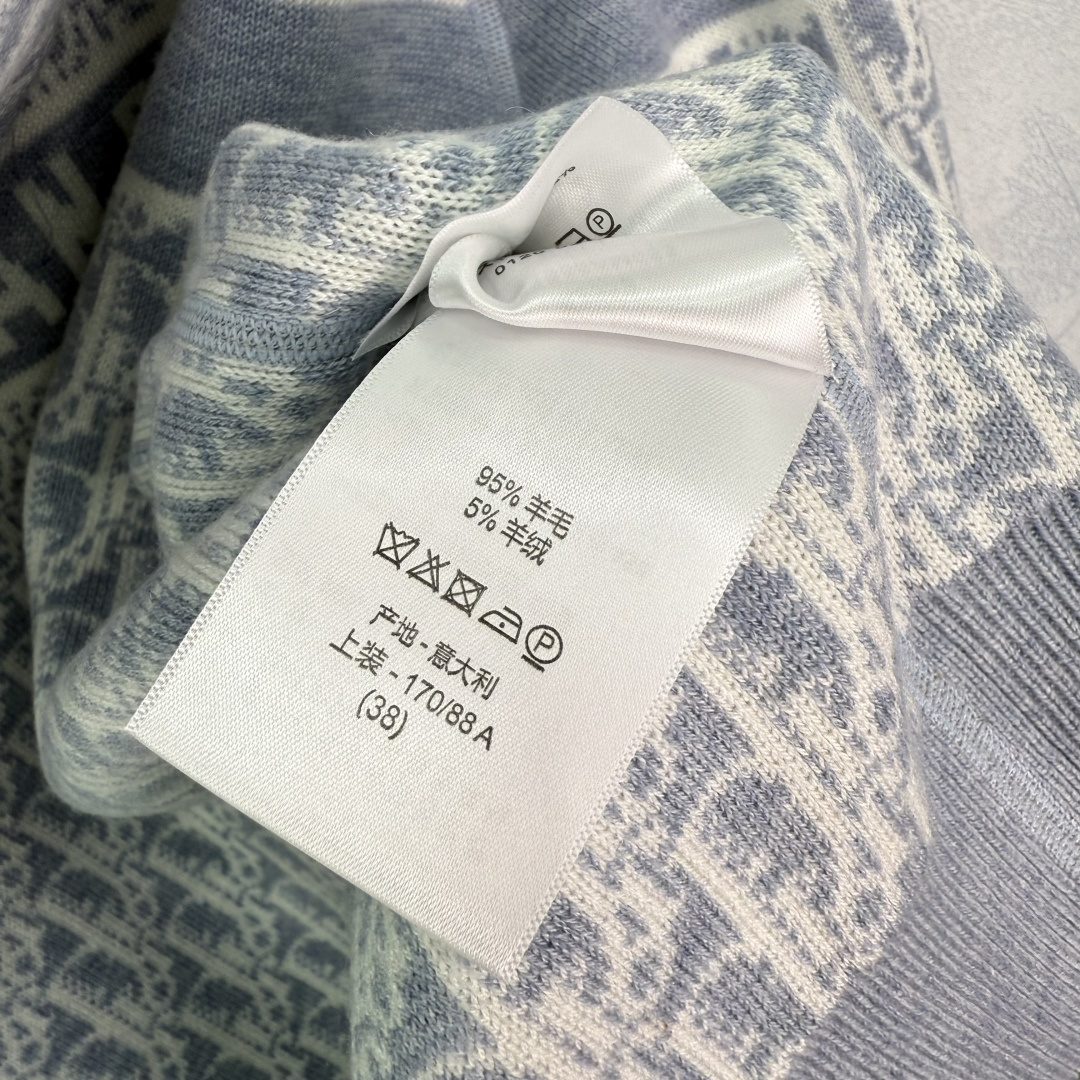 95% 羊毛
5% 羊绒
P
产地 - 意大利
上装 - 170/88 A
(38)